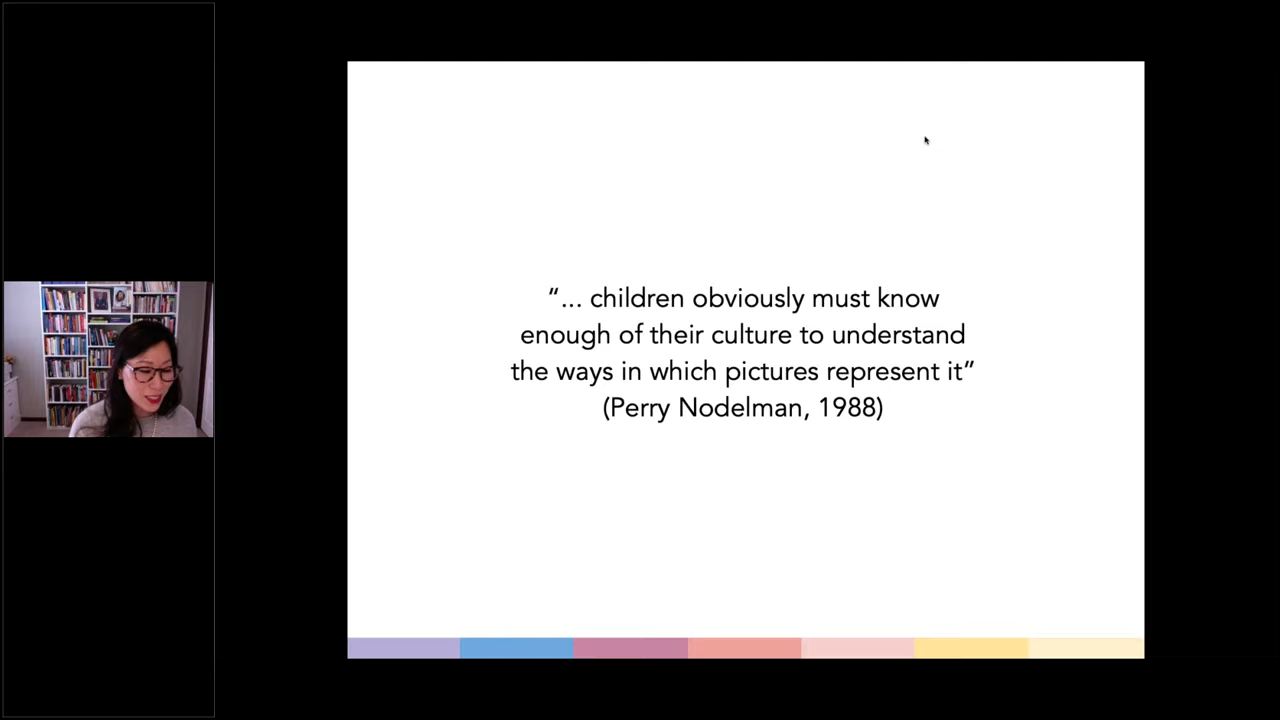 “... children obviously must know
enough of their culture to understand
the ways in which pictures represent it”
(Perry Nodelman, 1988)